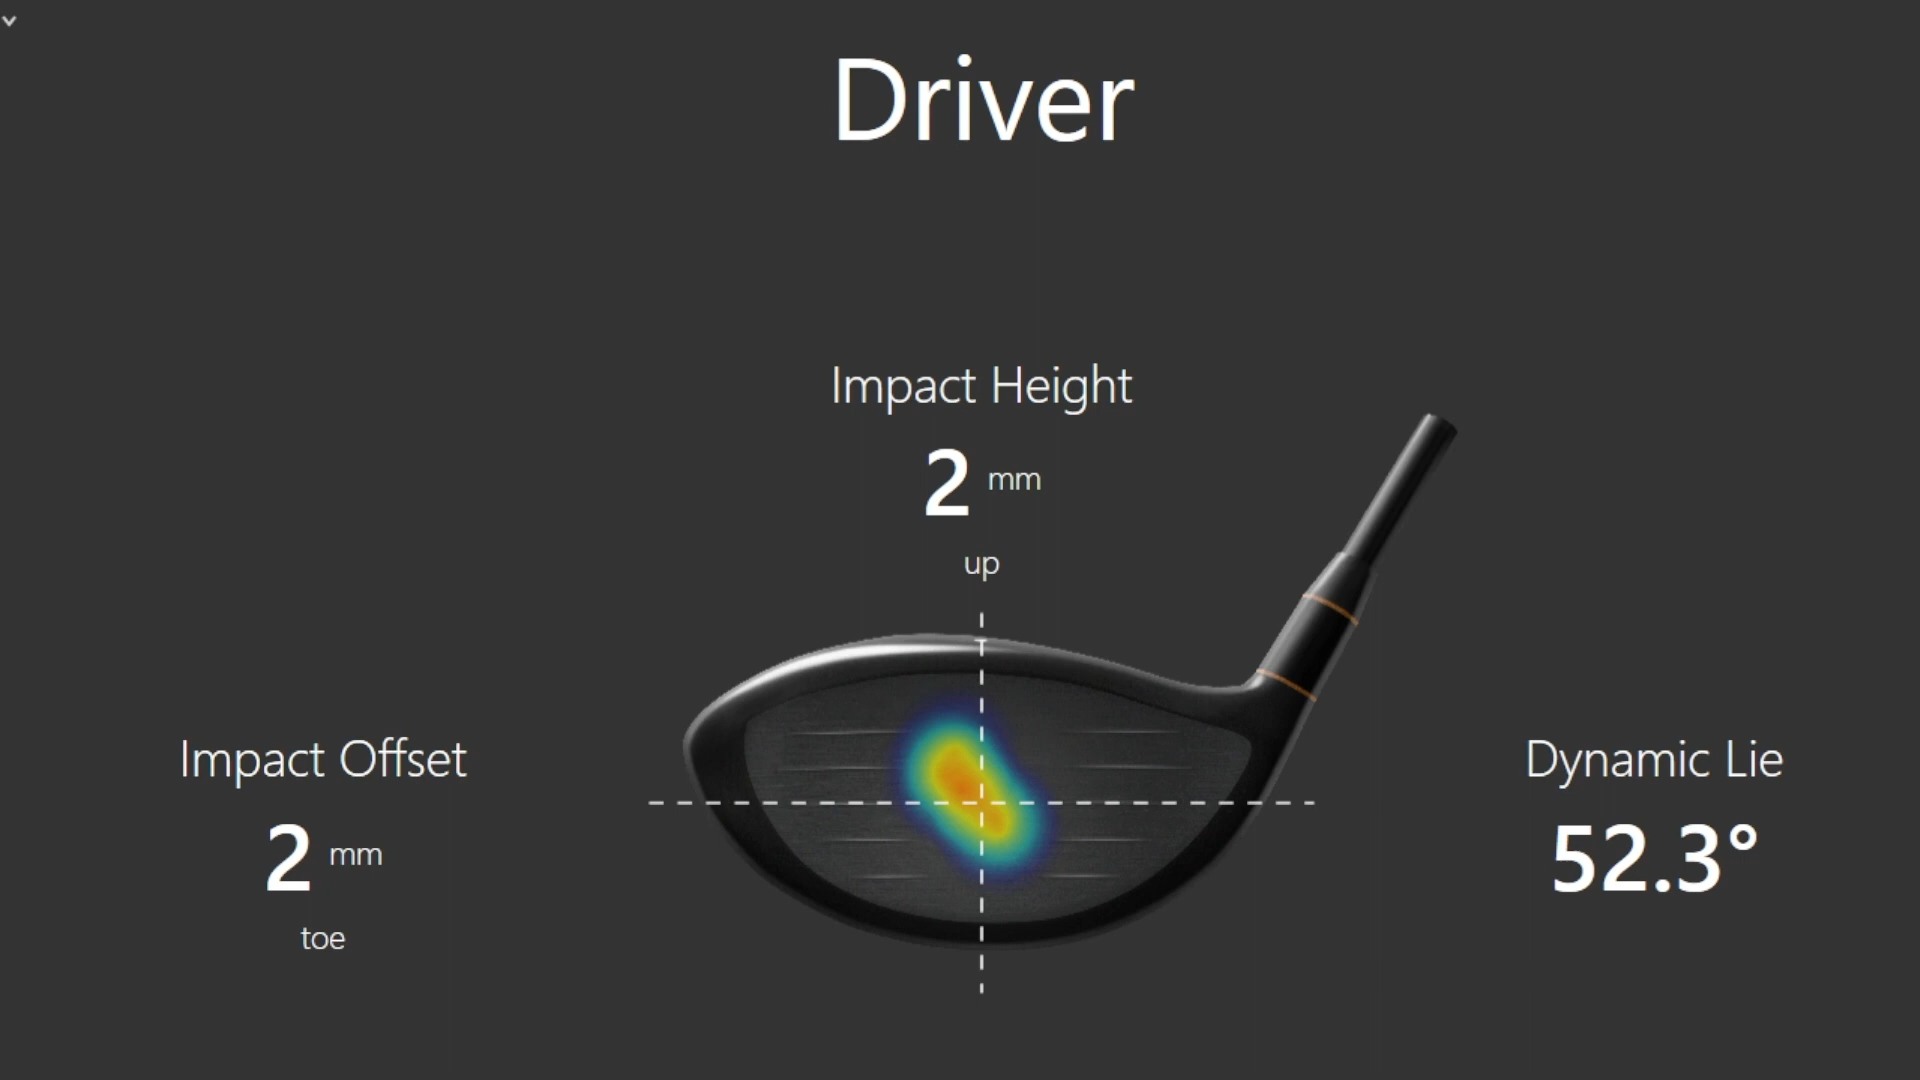 Driver
Impact Height
2 mm
up
Impact Offset
2 mm
toe
Dynamic Lie
52.3°